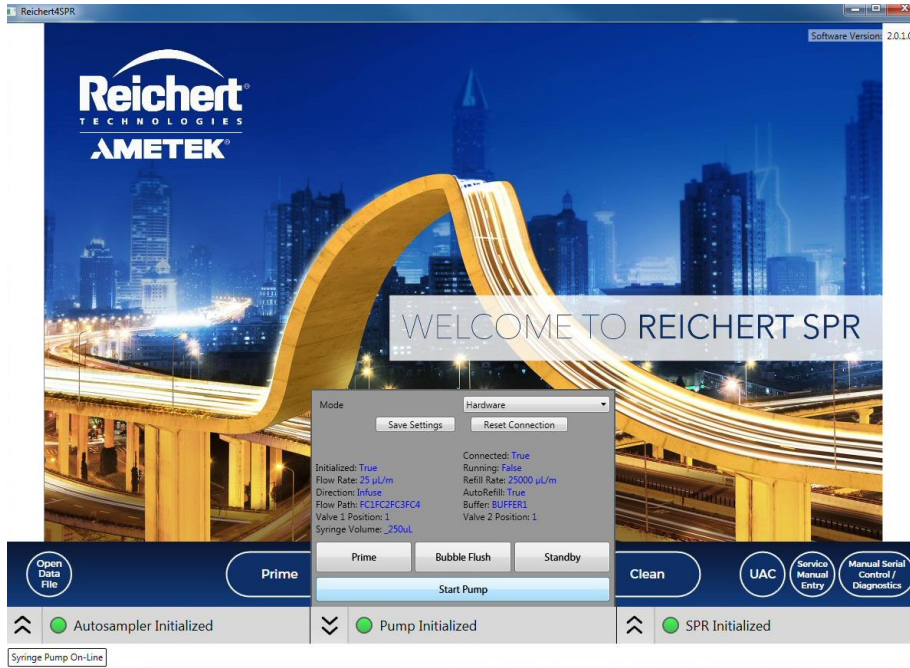 Reichert4SPR
Software Version: 2.0.1.0
Reichert®
TECHNOLOGIES
AMETEK®
WELCOME TO REICHERT SPR
Mode Hardware
Save Settings Reset Connection
Connected: True
Initialized: True Running: False
Flow Rate: 25 µL/m Refill Rate: 25000 µL/m
Direction: Infuse AutoRefill: True
Flow Path: FC1FC2FC3FC4 Buffer: BUFFER1
Valve 1 Position: 1 Valve 2 Position: 1
Syringe Volume: _250uL
Prime Bubble Flush Standby
Start Pump
Open
Data
File
Prime
Clean
UAC
Service
Manual
Entry
Manual Serial
Control /
Diagnostics
Autosampler Initialized
Pump Initialized
SPR Initialized
Syringe Pump On-Line